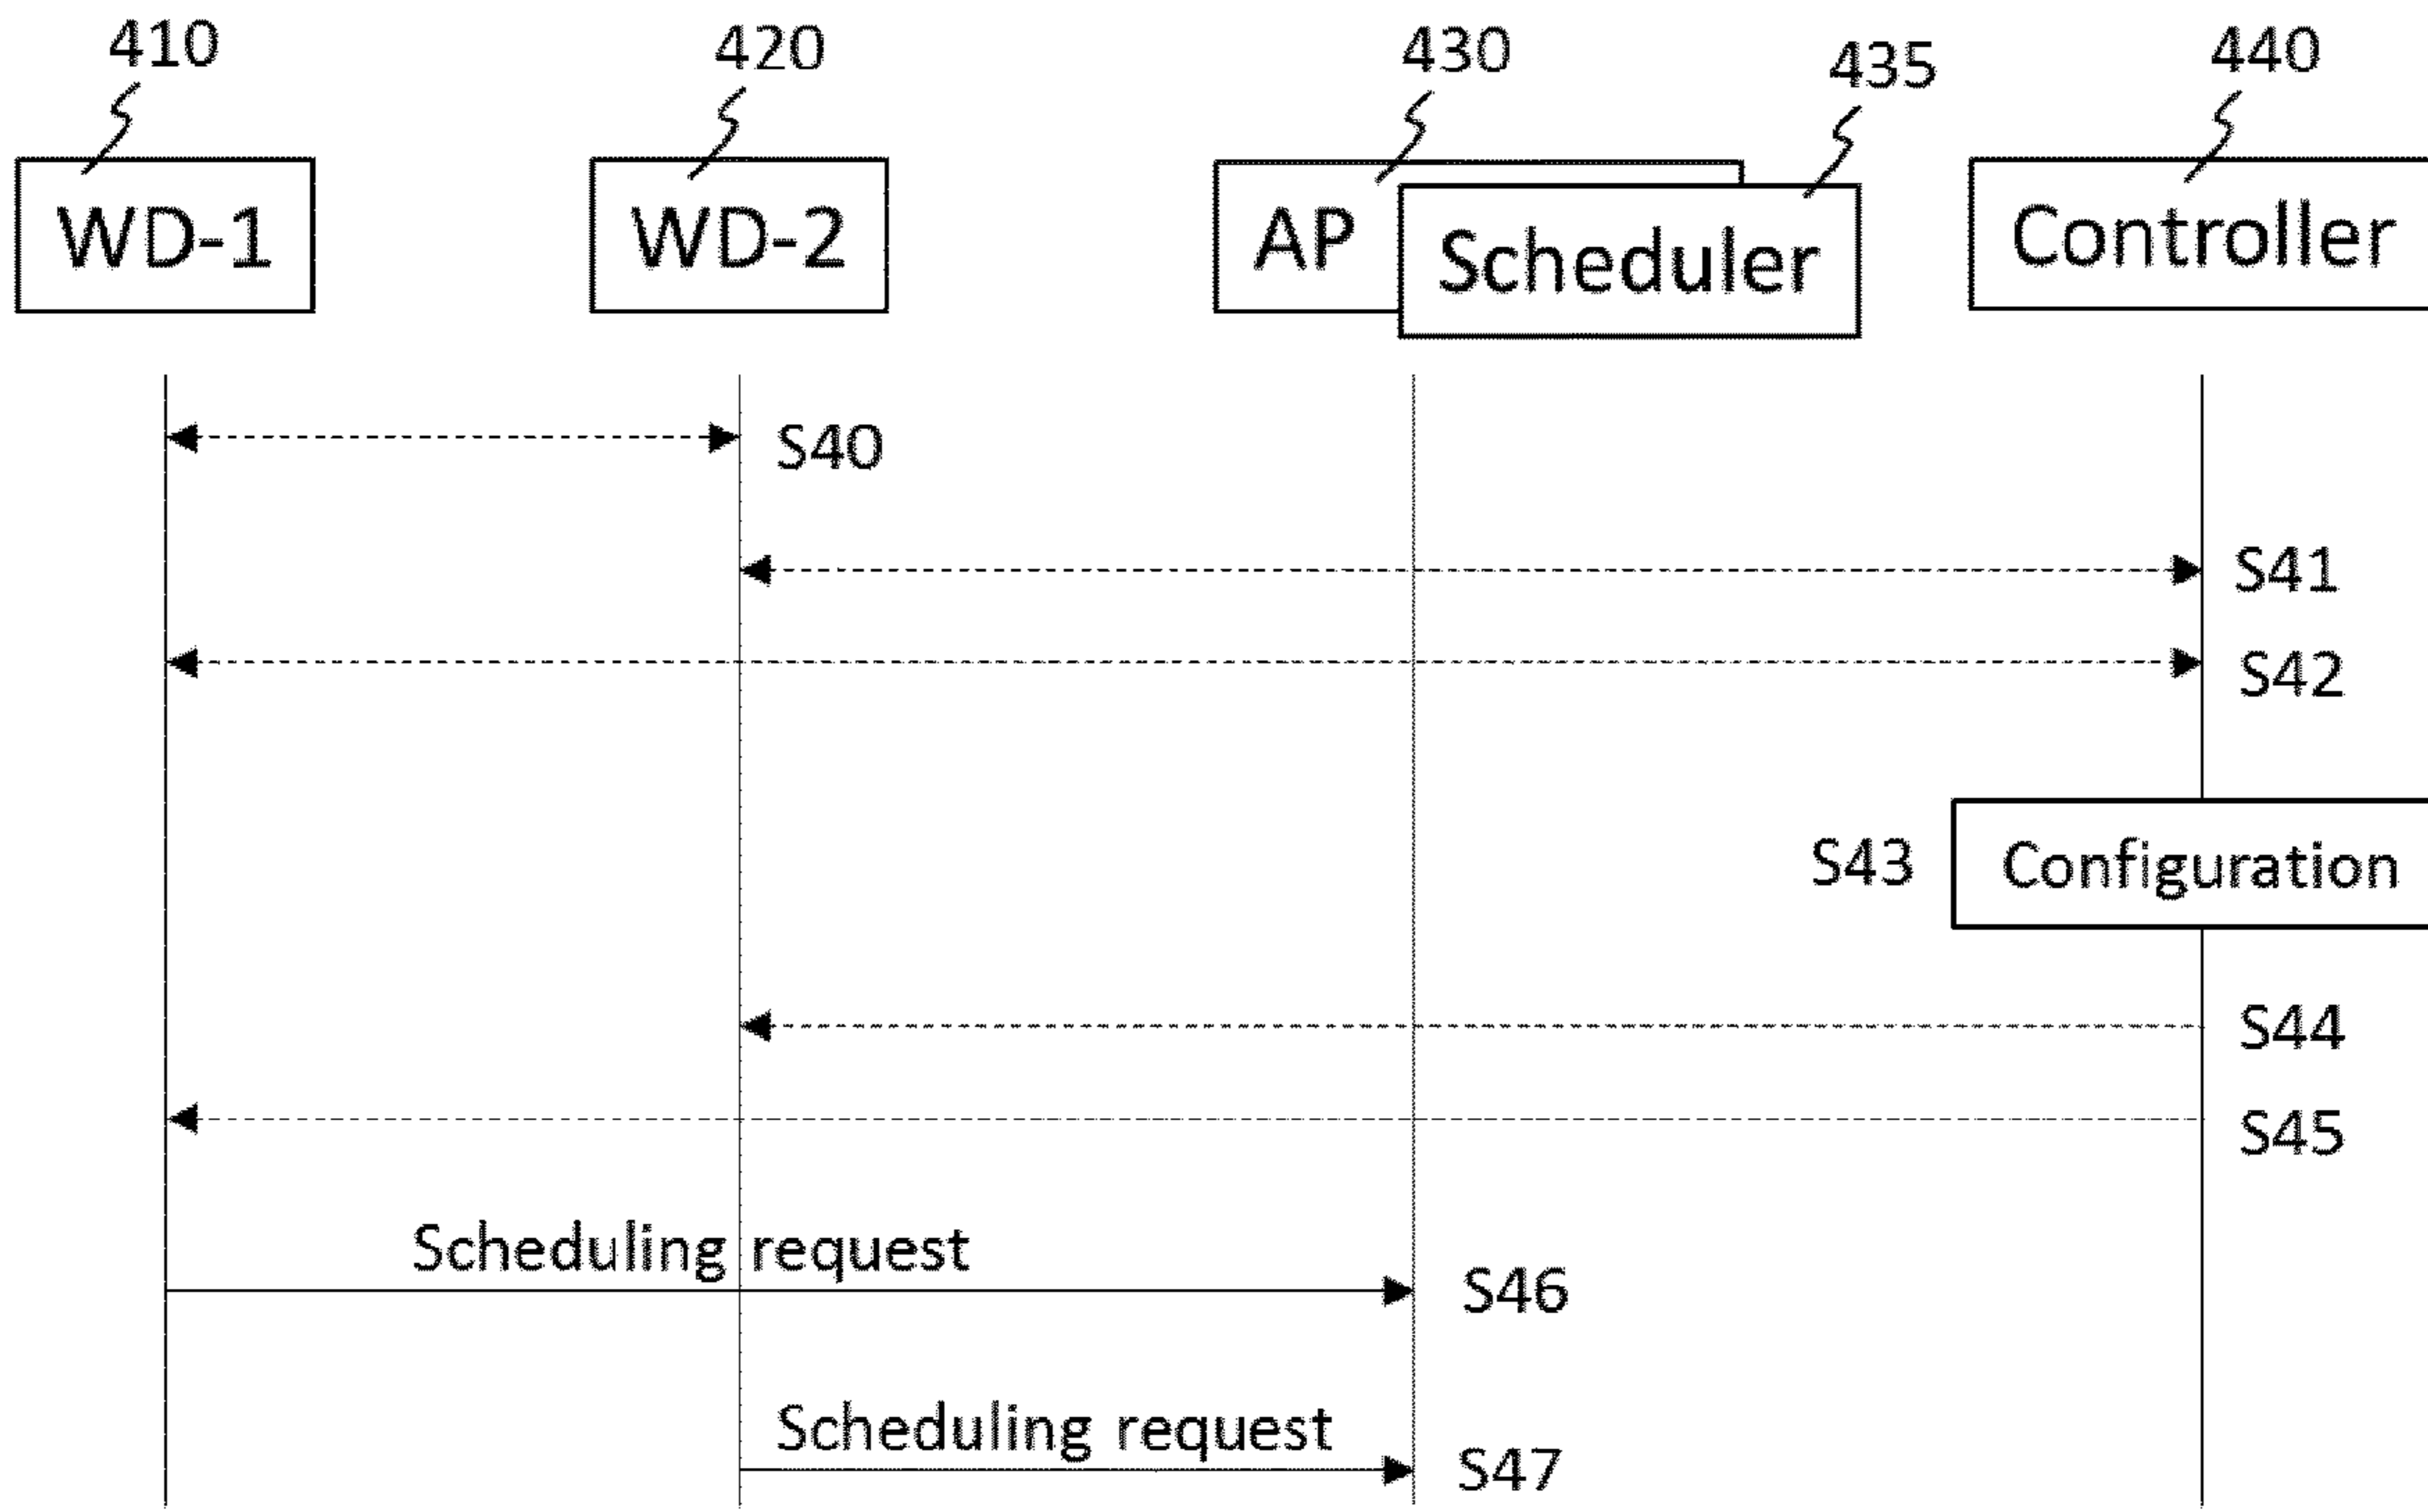 410
420
430
435
440
WD-1
WD-2
AP
Scheduler
Controller
S40
S41
S42
S43
Configuration
S44
S45
Scheduling request
S46
Scheduling request
S47